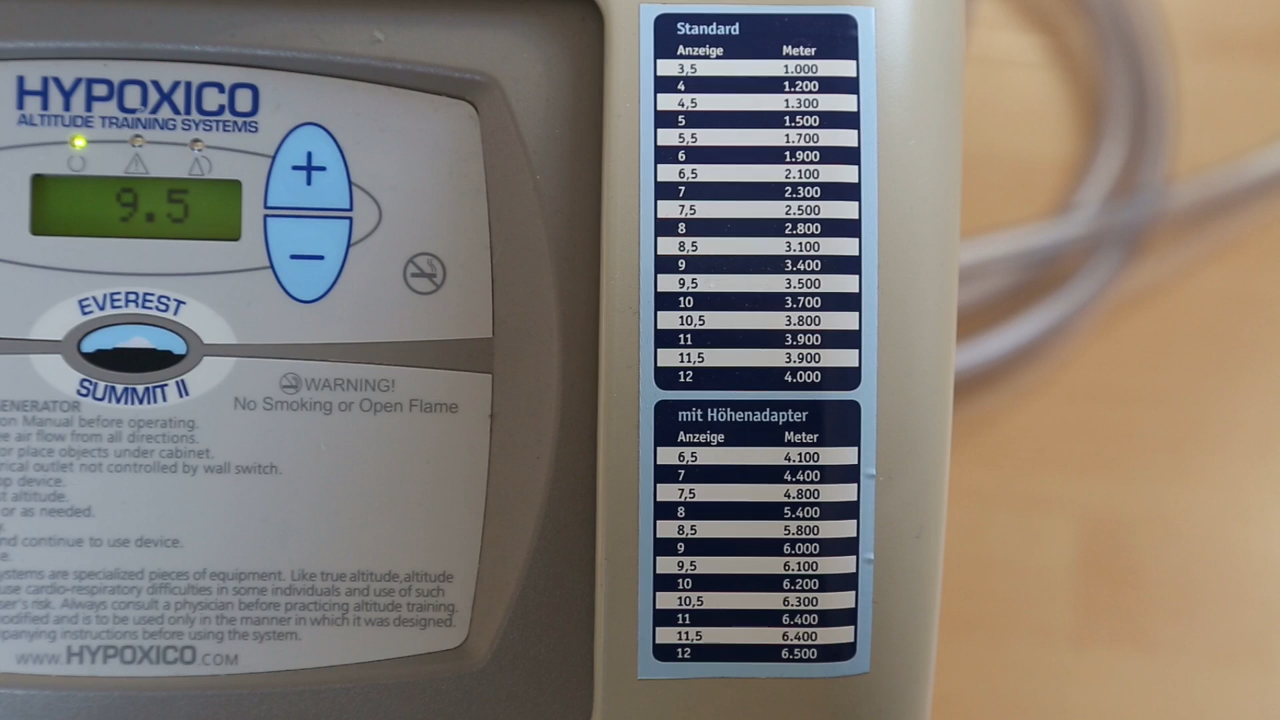 HYPOXICO
ALTITUDE TRAINING SYSTEMS
9.5
+
−
EVEREST
SUMMIT II
WARNING!
No Smoking or Open Flame
ENERATOR
on Manual before operating.
e air flow from all directions.
or place objects under cabinet.
rical outlet not controlled by wall switch.
op device.
t altitude.
or as needed.
y.
nd continue to use device.
e.
ystems are specialized pieces of equipment. Like true altitude, altitude
use cardio-respiratory difficulties in some individuals and use of such
ser's risk. Always consult a physician before practicing altitude training.
odified and is to be used only in the manner in which it was designed.
panying instructions before using the system.
WWW.HYPOXICO.COM
Standard
Anzeige Meter
3,5 1.000
4 1.200
4,5 1.300
5 1.500
5,5 1.700
6 1.900
6,5 2.100
7 2.300
7,5 2.500
8 2.800
8,5 3.100
9 3.400
9,5 3.500
10 3.700
10,5 3.800
11 3.900
11,5 3.900
12 4.000
mit Höhenadapter
Anzeige Meter
6,5 4.100
7 4.400
7,5 4.800
8 5.400
8,5 5.800
9 6.000
9,5 6.100
10 6.200
10,5 6.300
11 6.400
11,5 6.400
12 6.500